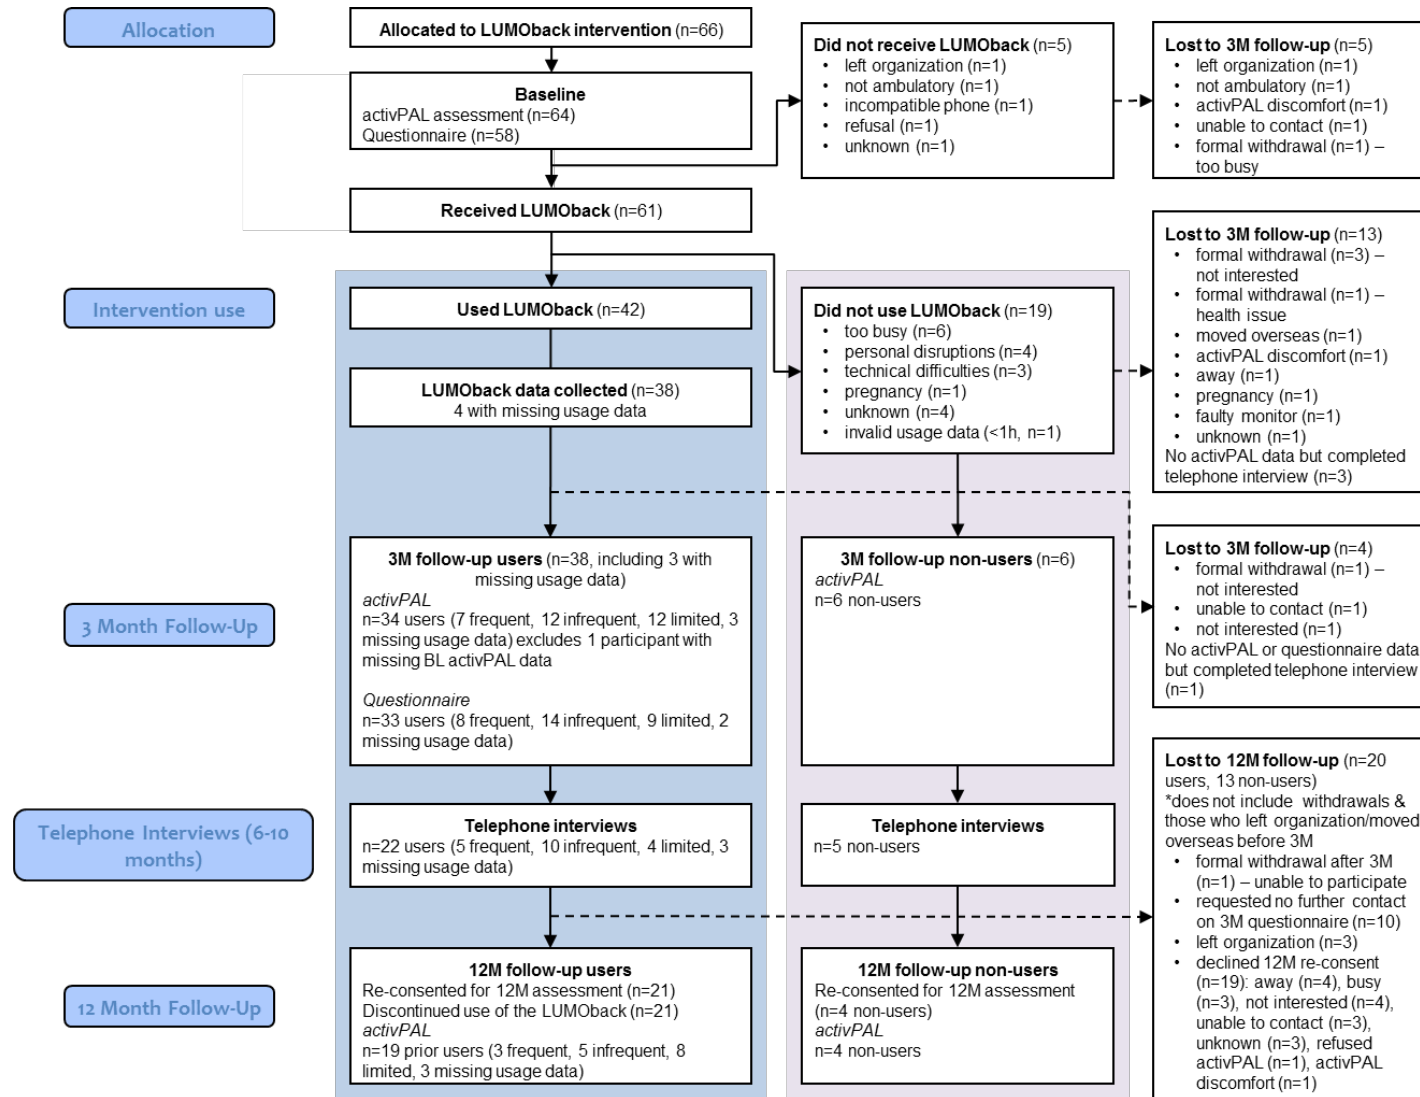 Allocation
Allocated to LUMOback intervention (n=66)
Baseline
activPAL assessment (n=64)
Questionnaire (n=58)
Did not receive LUMOback (n=5)
• left organization (n=1)
• not ambulatory (n=1)
• incompatible phone (n=1)
• refusal (n=1)
• unknown (n=1)
Lost to 3M follow-up (n=5)
• left organization (n=1)
• not ambulatory (n=1)
• activPAL discomfort (n=1)
• unable to contact (n=1)
• formal withdrawal (n=1) –
too busy
Received LUMOback (n=61)
Intervention use
Used LUMOback (n=42)
LUMOback data collected (n=38)
4 with missing usage data
Did not use LUMOback (n=19)
• too busy (n=6)
• personal disruptions (n=4)
• technical difficulties (n=3)
• pregnancy (n=1)
• unknown (n=4)
• invalid usage data (<1h, n=1)
Lost to 3M follow-up (n=13)
• formal withdrawal (n=3) –
not interested
• formal withdrawal (n=1) –
health issue
• moved overseas (n=1)
• activPAL discomfort (n=1)
• away (n=1)
• pregnancy (n=1)
• faulty monitor (n=1)
• unknown (n=1)
No activPAL data but completed
telephone interview (n=3)
3 Month Follow-Up
3M follow-up users (n=38, including 3 with
missing usage data)
activPAL
n=34 users (7 frequent, 12 infrequent, 12 limited, 3
missing usage data) excludes 1 participant with
missing BL activPAL data
Questionnaire
n=33 users (8 frequent, 14 infrequent, 9 limited, 2
missing usage data)
3M follow-up non-users (n=6)
activPAL
n=6 non-users
Lost to 3M follow-up (n=4)
• formal withdrawal (n=1) –
not interested
• unable to contact (n=1)
• not interested (n=1)
No activPAL or questionnaire data
but completed telephone interview
(n=1)
Telephone Interviews (6-10
months)
Telephone interviews
n=22 users (5 frequent, 10 infrequent, 4 limited, 3
missing usage data)
Telephone interviews
n=5 non-users
Lost to 12M follow-up (n=20
users, 13 non-users)
*does not include withdrawals &
those who left organization/moved
overseas before 3M
• formal withdrawal after 3M
(n=1) – unable to participate
• requested no further contact
on 3M questionnaire (n=10)
• left organization (n=3)
• declined 12M re-consent
(n=19): away (n=4), busy
(n=3), not interested (n=4),
unable to contact (n=3),
unknown (n=3), refused
activPAL (n=1), activPAL
discomfort (n=1)
12 Month Follow-Up
12M follow-up users
Re-consented for 12M assessment (n=21)
Discontinued use of the LUMOback (n=21)
activPAL
n=19 prior users (3 frequent, 5 infrequent, 8
limited, 3 missing usage data)
12M follow-up non-users
Re-consented for 12M assessment
(n=4 non-users)
activPAL
n=4 non-users